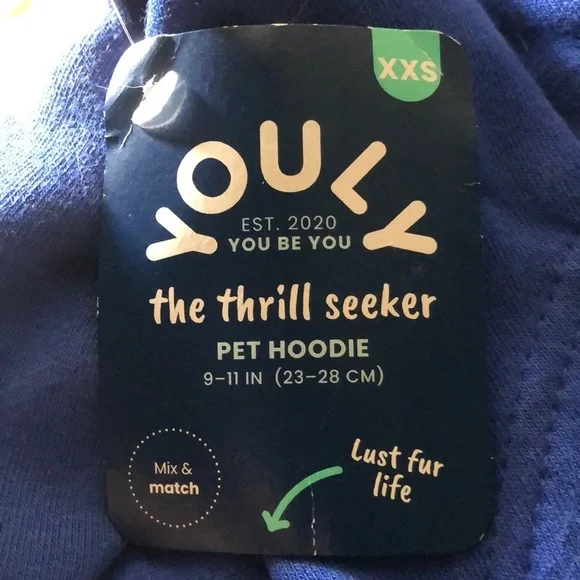 XXS
YOULY
EST. 2020
YOU BE YOU
the thrill seeker
PET HOODIE
9–11 IN (23–28 CM)
Mix &
match
Lust fur
life